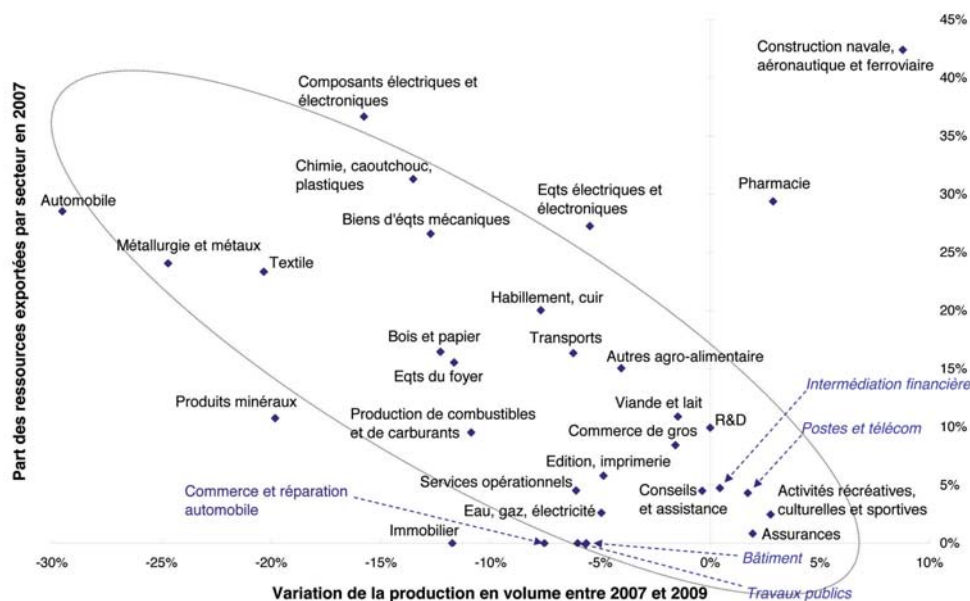 45%
Construction navale,
aéronautique et ferroviaire
40%
Composants électriques et
électroniques
35%
Chimie, caoutchouc,
plastiques
Eqts électriques et
électroniques
Pharmacie
30%
Automobile
Biens d'éqts mécaniques
Métallurgie et métaux
Textile
25%
Habillement, cuir
20%
Bois et papier
Transports
Autres agro-alimentaire
15%
Eqts du foyer
Intermédiation financière
Produits minéraux
Production de combustibles
et de carburants
Viande et lait
R&D
10%
Commerce de gros
Postes et télécom
Edition, imprimerie
Services opérationnels
Conseils
et assistance
5%
Activités récréatives,
culturelles et sportives
Commerce et réparation
automobile
Eau, gaz, électricité
Immobilier
Assurances
0%
Bâtiment
Travaux publics
-30%
-25%
-20%
-15%
-10%
-5%
0%
5%
10%
Variation de la production en volume entre 2007 et 2009
Part des ressources exportées par secteur en 2007